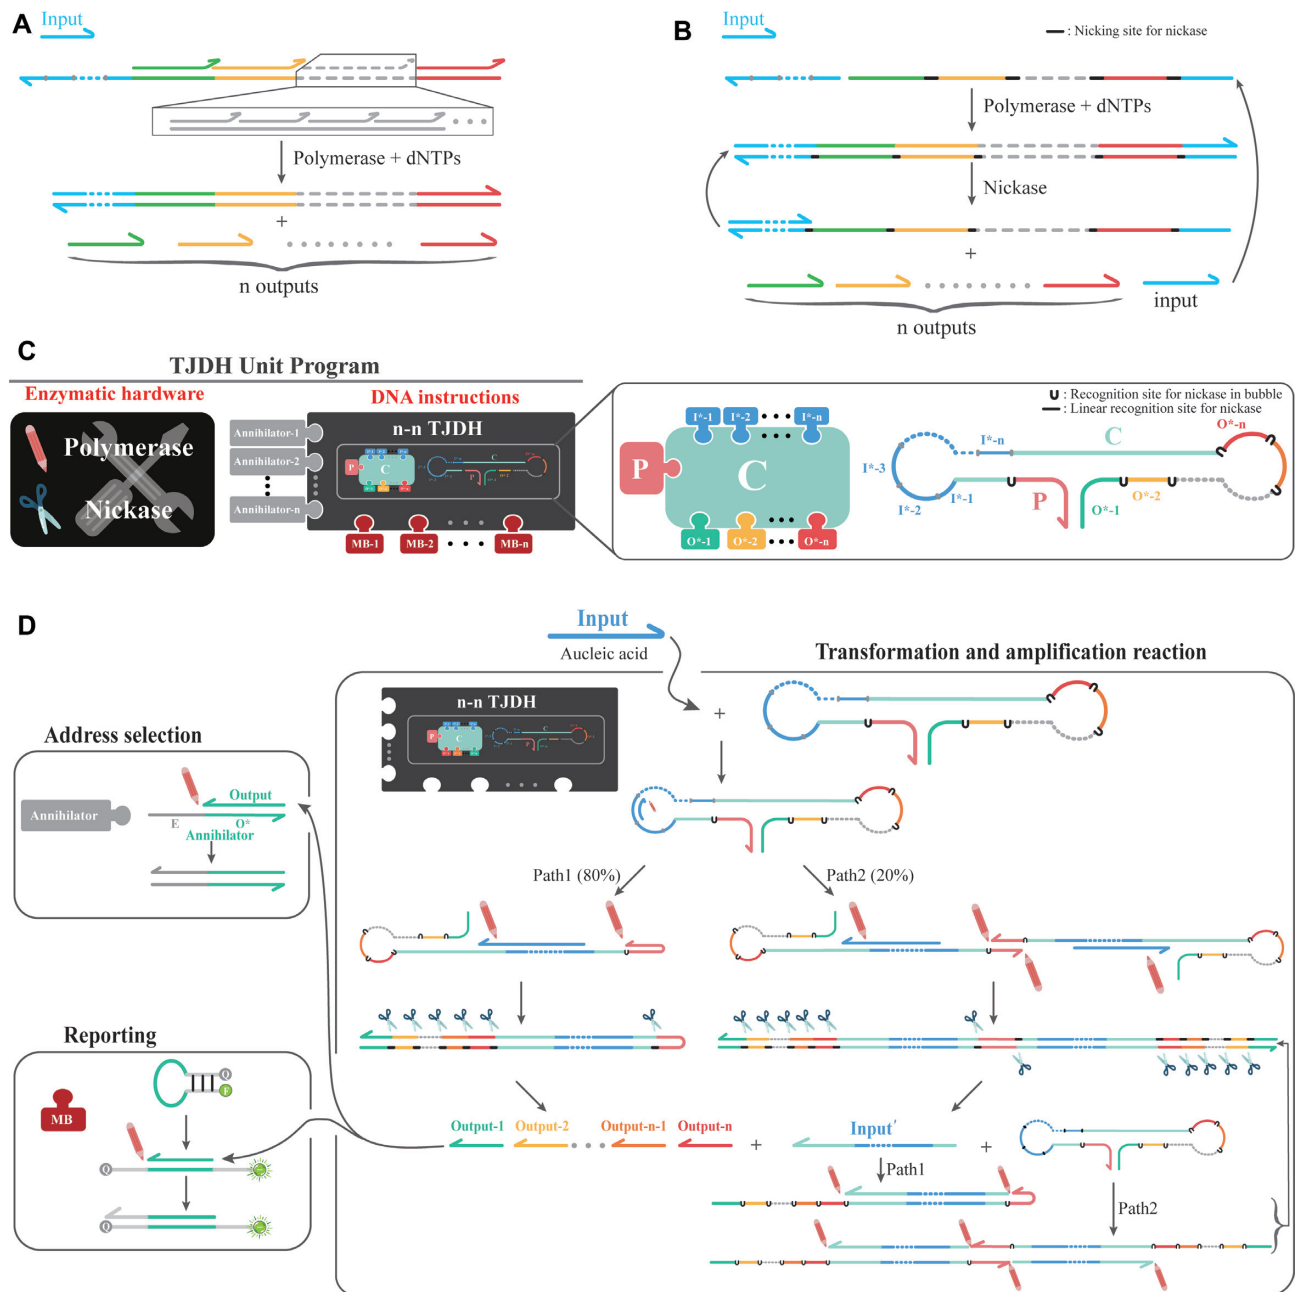 A
Input
Polymerase + dNTPs
+
n outputs
B
Input
: Nicking site for nickase
Polymerase + dNTPs
Nickase
+
n outputs
input
C
TJDH Unit Program
Enzymatic hardware
DNA instructions
Polymerase
Nickase
Annihilator-1
Annihilator-2
Annihilator-n
n-n TJDH
P
C
C
P
MB-1
MB-2
MB-n
I*-1
I*-2
I*-n
P
C
O*-1
O*-2
O*-n
: Recognition site for nickase in bubble
: Linear recognition site for nickase
I*-n
C
O*-n
I*-3
I*-2
I*-1
P
O*-1
O*-2
D
Input
Aucleic acid
Transformation and amplification reaction
n-n TJDH
P
C
C
P
+
Path1 (80%)
Path2 (20%)
Address selection
Annihilator
Output
E
O*
Annihilator
Reporting
MB
Q
F
Q
Q
Output-1
Output-2
Output-n-1
Output-n
+
Input′
+
Path1
Path2